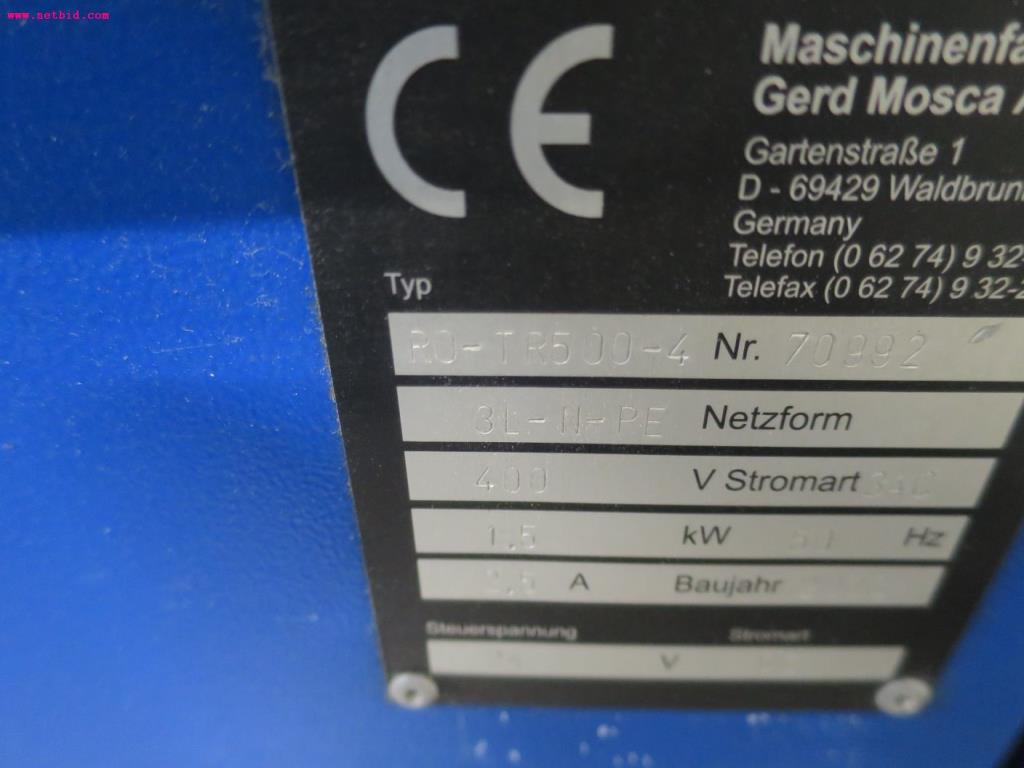 www.netbid.com
CE
Maschinenfa
Gerd Mosca A
Gartenstraße 1
D - 69429 Waldbrun
Germany
Telefon (0 62 74) 9 32-
Telefax (0 62 74) 9 32-2
Typ
RO-TR500-4 Nr. 70992
3L-N-PE Netzform
400 V Stromart
1,5 kW Hz
A Baujahr
Steuerspannung Stromart
V